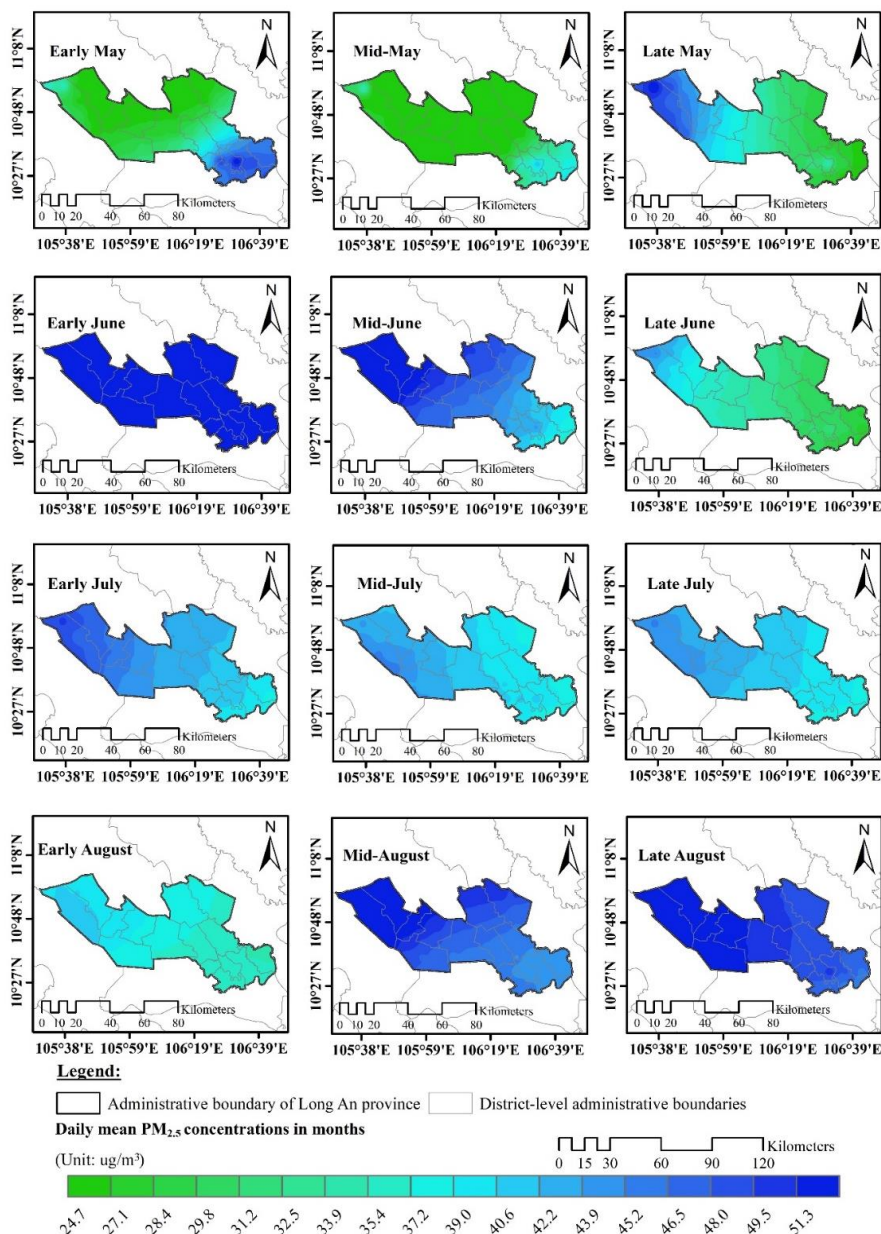 Early May
N
11°8'N
10°48'N
10°27'N
Kilometers
0 10 20 40 60 80
105°38'E 105°59'E 106°19'E 106°39'E
Mid-May
N
11°8'N
10°48'N
10°27'N
Kilometers
0 10 20 40 60 80
105°38'E 105°59'E 106°19'E 106°39'E
Late May
N
11°8'N
10°48'N
10°27'N
Kilometers
0 10 20 40 60 80
105°38'E 105°59'E 106°19'E 106°39'E
Early June
N
11°8'N
10°48'N
10°27'N
Kilometers
0 10 20 40 60 80
105°38'E 105°59'E 106°19'E 106°39'E
Mid-June
N
11°8'N
10°48'N
10°27'N
Kilometers
0 10 20 40 60 80
105°38'E 105°59'E 106°19'E 106°39'E
Late June
N
11°8'N
10°48'N
10°27'N
Kilometers
0 10 20 40 60 80
105°38'E 105°59'E 106°19'E 106°39'E
Early July
N
11°8'N
10°48'N
10°27'N
Kilometers
0 10 20 40 60 80
105°38'E 105°59'E 106°19'E 106°39'E
Mid-July
N
11°8'N
10°48'N
10°27'N
Kilometers
0 10 20 40 60 80
105°38'E 105°59'E 106°19'E 106°39'E
Late July
N
11°8'N
10°48'N
10°27'N
Kilometers
0 10 20 40 60 80
105°38'E 105°59'E 106°19'E 106°39'E
Early August
N
11°8'N
10°48'N
10°27'N
Kilometers
0 10 20 40 60 80
105°38'E 105°59'E 106°19'E 106°39'E
Mid-August
N
11°8'N
10°48'N
10°27'N
Kilometers
0 10 20 40 60 80
105°38'E 105°59'E 106°19'E 106°39'E
Late August
N
11°8'N
10°48'N
10°27'N
Kilometers
0 10 20 40 60 80
105°38'E 105°59'E 106°19'E 106°39'E
Legend:
Administrative boundary of Long An province District-level administrative boundaries
Daily mean PM2.5 concentrations in months
Kilometers
0 15 30 60 90 120
(Unit: ug/m³)
24.7 27.1 28.4 29.8 31.2 32.5 33.9 35.4 37.2 39.0 40.6 42.2 43.9 45.2 46.5 48.0 49.5 51.3